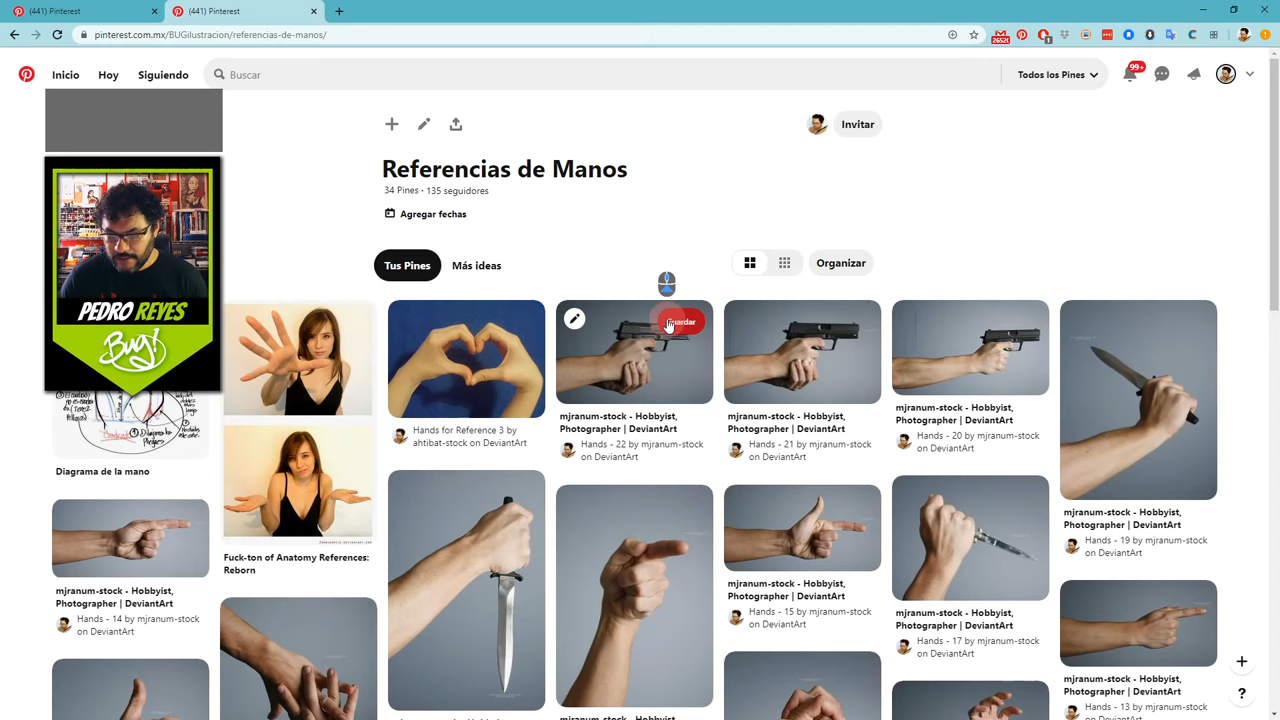 (441) Pinterest
(441) Pinterest
pinterest.com.mx/BUGilustracion/referencias-de-manos/
Inicio
Hoy
Siguiendo
Buscar
Todos los Pines
99+
Invitar
Referencias de Manos
34 Pines • 135 seguidores
Agregar fechas
Tus Pines
Más ideas
Organizar
PEDRO REYES
Bug!
Diagrama de la mano
mjranum-stock - Hobbyist,
Photographer | DeviantArt
Hands - 14 by mjranum-stock
on DeviantArt
Fuck-ton of Anatomy References:
Reborn
Hands for Reference 3 by
ahtibat-stock on DeviantArt
mjranum-stock - Hobbyist,
Photographer | DeviantArt
Hands - 22 by mjranum-stock
on DeviantArt
mjranum-stock - Hobbyist,
Photographer | DeviantArt
Hands - 21 by mjranum-stock
on DeviantArt
mjranum-stock - Hobbyist,
Photographer | DeviantArt
Hands - 15 by mjranum-stock
on DeviantArt
mjranum-stock - Hobbyist,
Photographer | DeviantArt
Hands - 20 by mjranum-stock
on DeviantArt
mjranum-stock - Hobbyist,
Photographer | DeviantArt
Hands - 17 by mjranum-stock
on DeviantArt
mjranum-stock - Hobbyist,
Photographer | DeviantArt
Hands - 19 by mjranum-stock
on DeviantArt
mjranum-stock - Hobbyist,
Photographer | DeviantArt
Hands - 13 by mjranum-stock
on DeviantArt